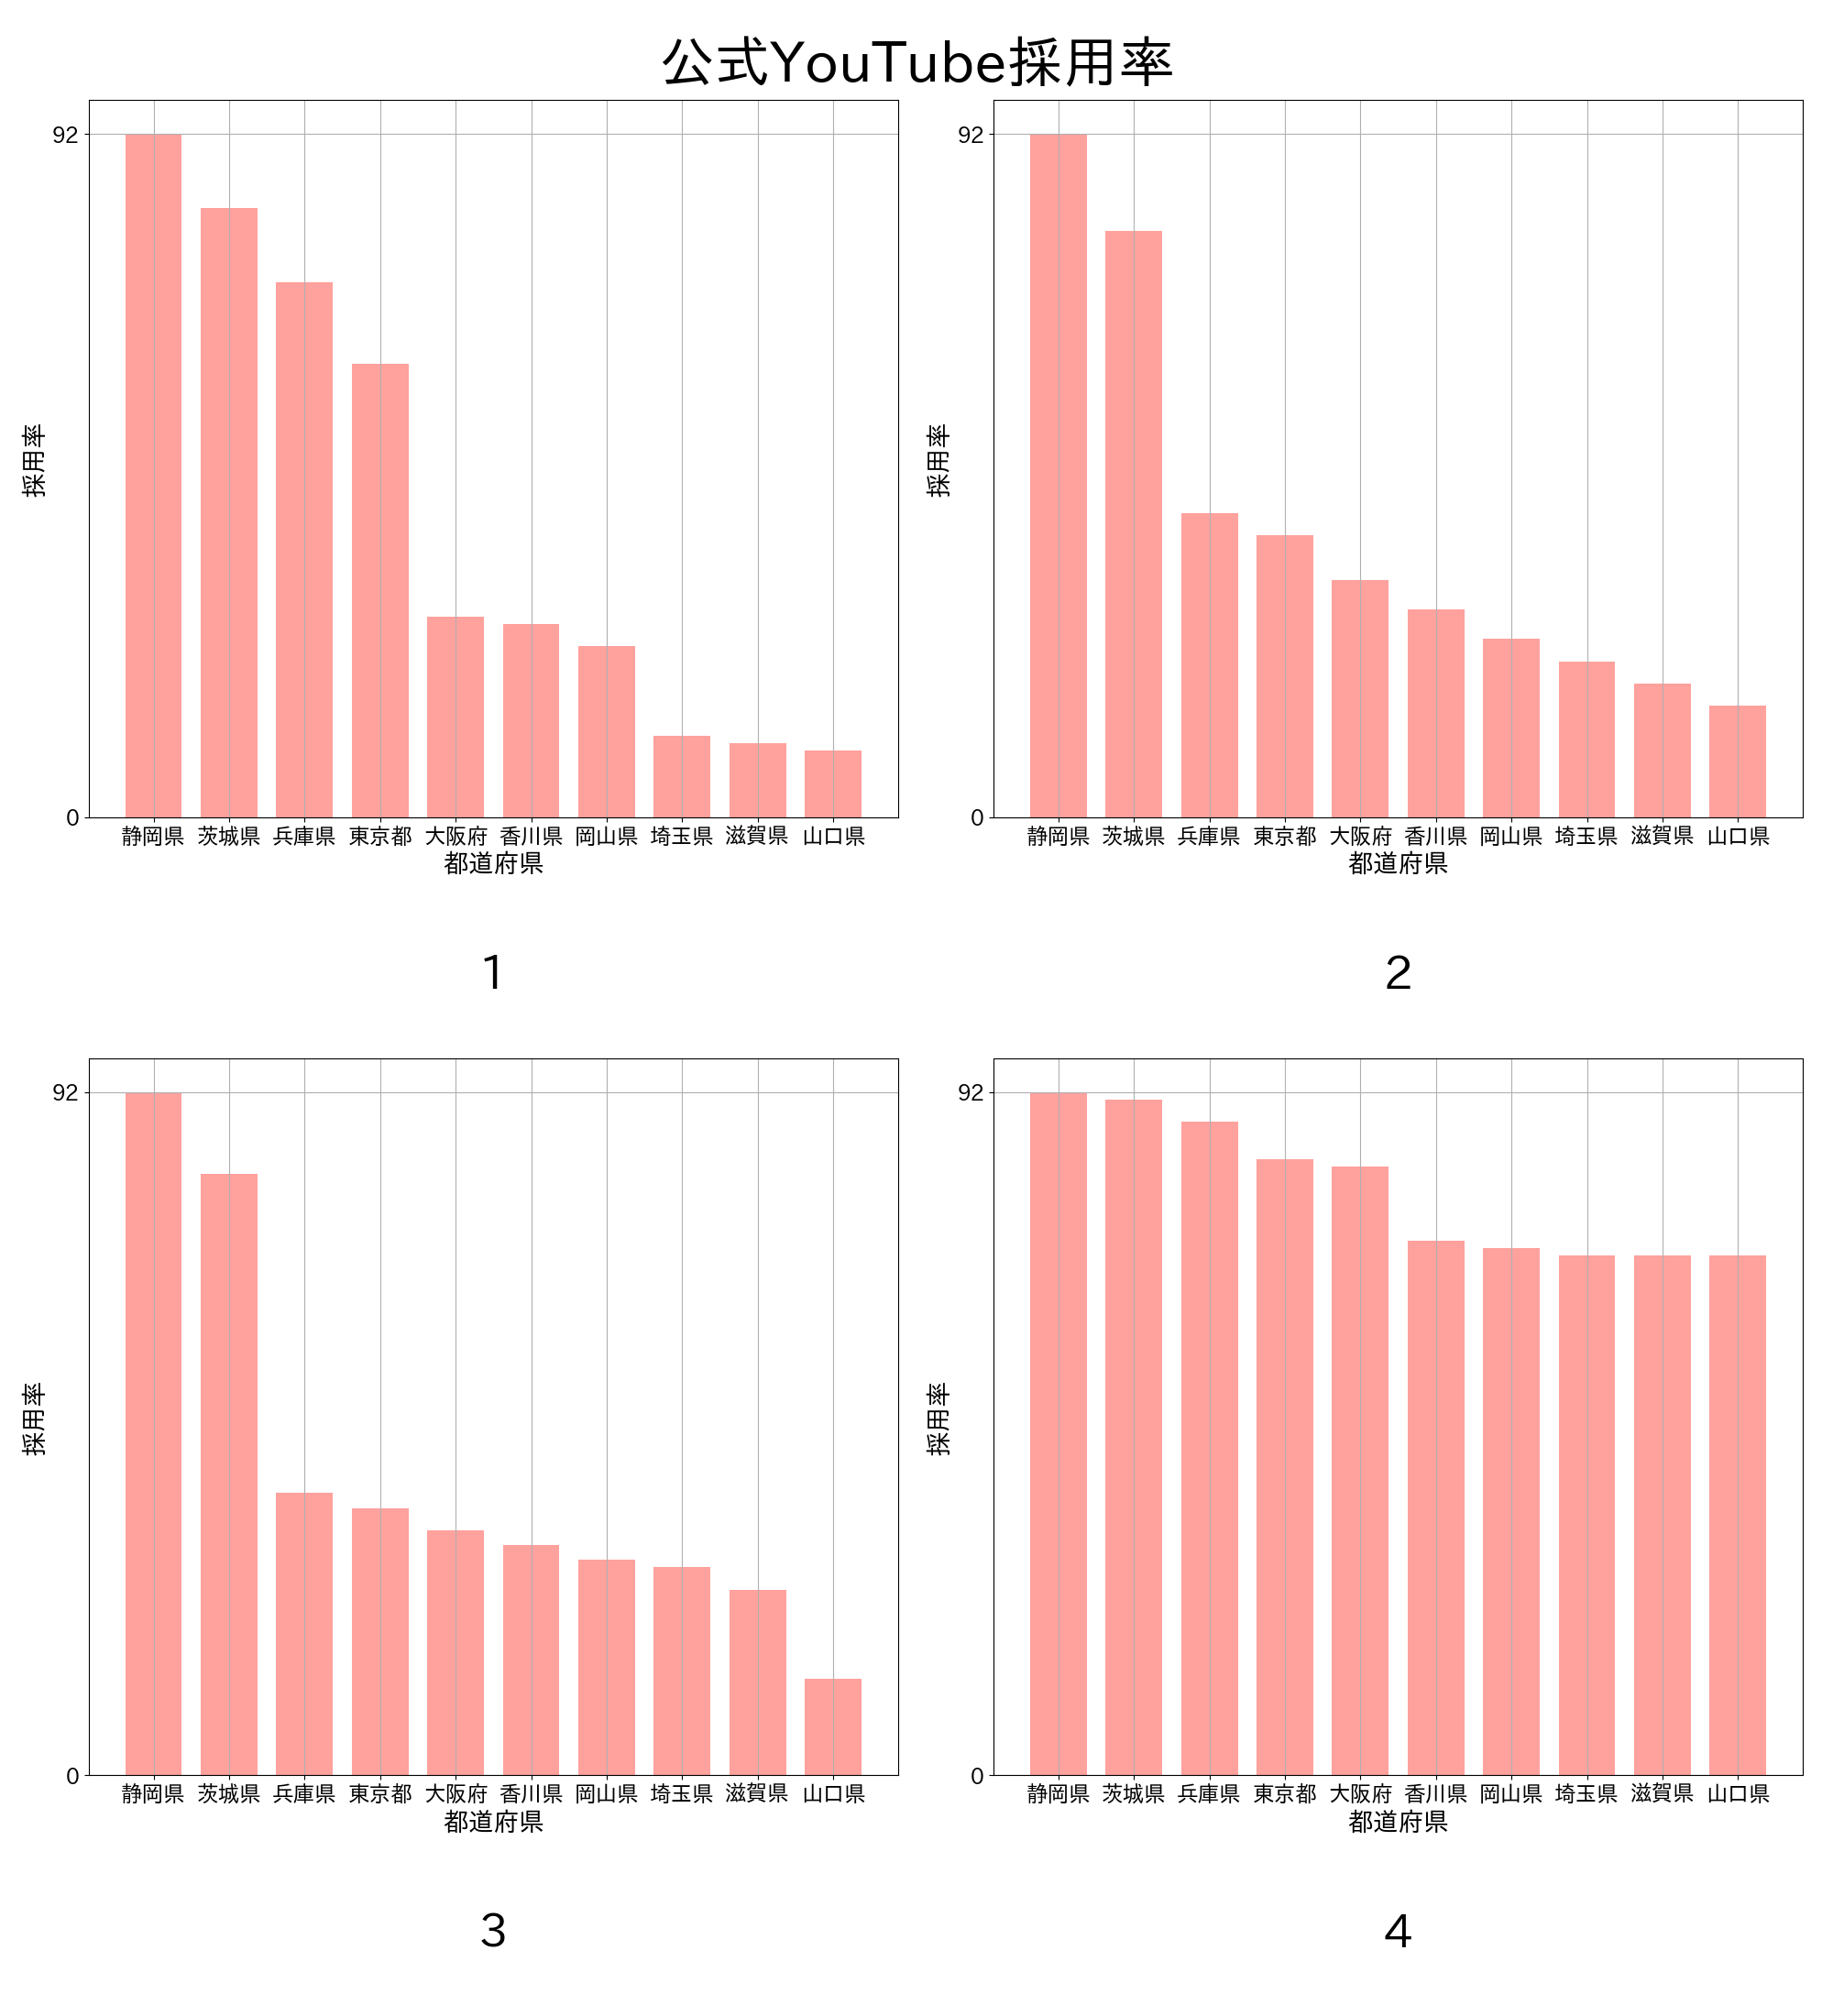 公式YouTube採用率
92
採用率
0
静岡県 茨城県 兵庫県 東京都 大阪府 香川県 岡山県 埼玉県 滋賀県 山口県
都道府県
1
92
採用率
0
静岡県 茨城県 兵庫県 東京都 大阪府 香川県 岡山県 埼玉県 滋賀県 山口県
都道府県
2
92
採用率
0
静岡県 茨城県 兵庫県 東京都 大阪府 香川県 岡山県 埼玉県 滋賀県 山口県
都道府県
3
92
採用率
0
静岡県 茨城県 兵庫県 東京都 大阪府 香川県 岡山県 埼玉県 滋賀県 山口県
都道府県
4